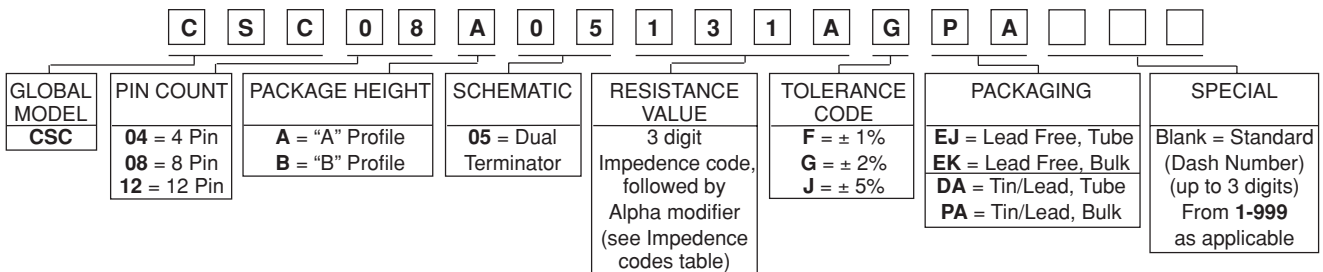 C S C 0 8 A 0 5 1 3 1 A G P A
GLOBAL
MODEL
CSC
PIN COUNT
04 = 4 Pin
08 = 8 Pin
12 = 12 Pin
PACKAGE HEIGHT
A = "A" Profile
B = "B" Profile
SCHEMATIC
05 = Dual
Terminator
RESISTANCE
VALUE
3 digit
Impedence code,
followed by
Alpha modifier
(see Impedence
codes table)
TOLERANCE
CODE
F = ± 1%
G = ± 2%
J = ± 5%
PACKAGING
EJ = Lead Free, Tube
EK = Lead Free, Bulk
DA = Tin/Lead, Tube
PA = Tin/Lead, Bulk
SPECIAL
Blank = Standard
(Dash Number)
(up to 3 digits)
From 1-999
as applicable